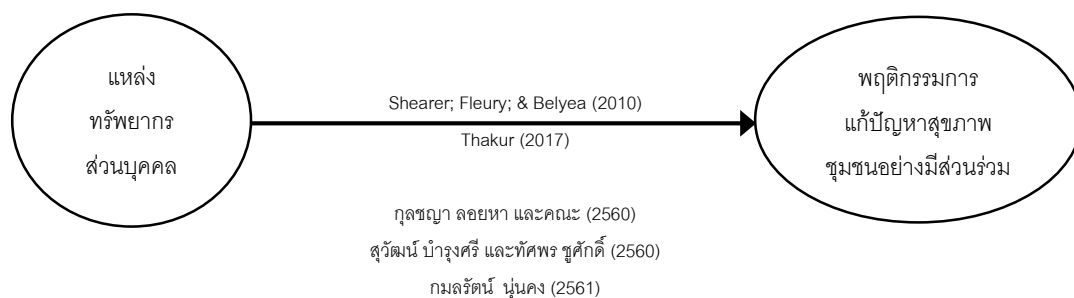 แหล่ง
ทรัพยากร
ส่วนบุคคล
Shearer; Fleury; & Belyea (2010)
Thakur (2017)
กุลชญา ลอยหา และคณะ (2560)
สุวัฒน์ บำรุงศรี และทัศพร ชูศักดิ์ (2560)
กมลรัตน์ นุ่นคง (2561)
พฤติกรรมการ
แก้ปัญหาสุขภาพ
ชุมชนอย่างมีส่วนร่วม